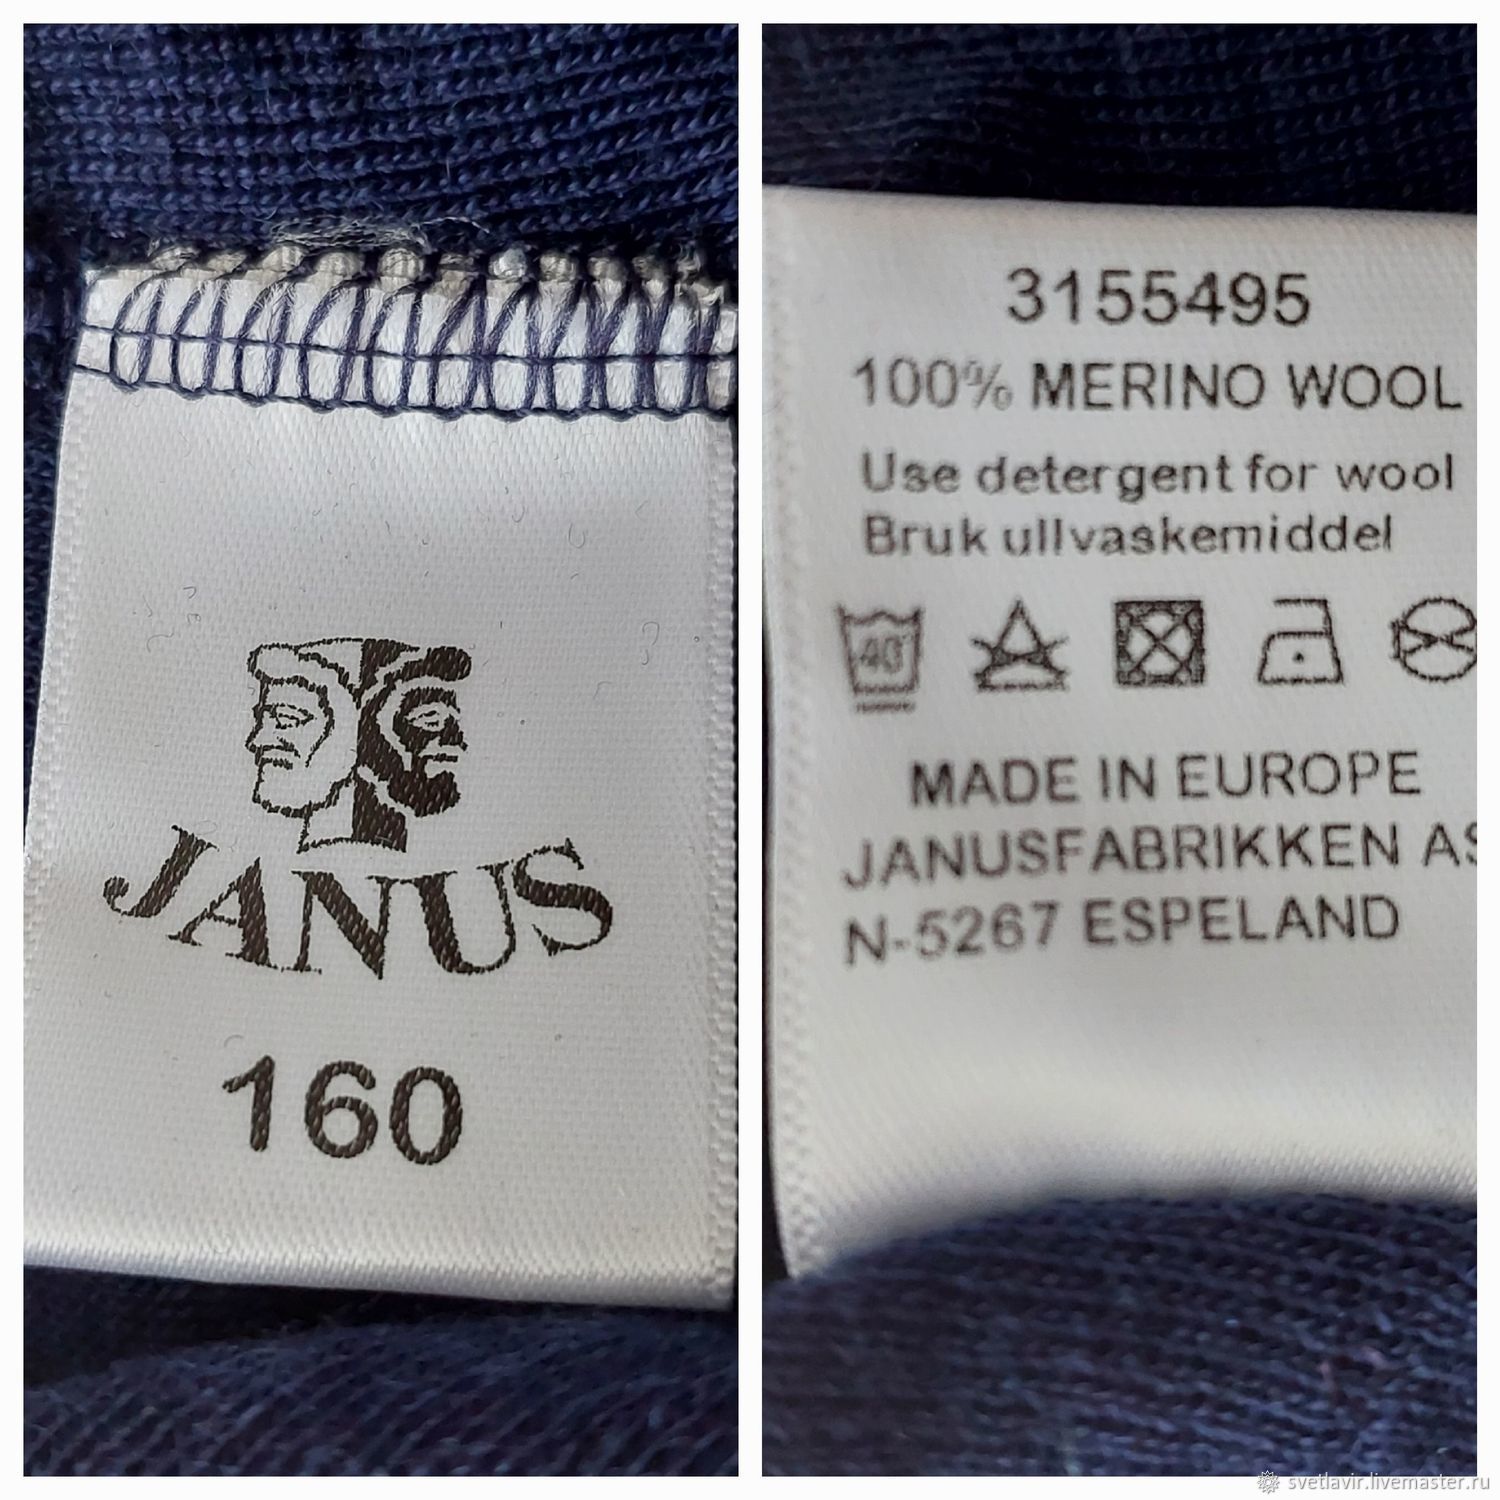 JANUS
160
3155495
100% MERINO WOOL
Use detergent for wool
Bruk ullvaskemiddel
40°
MADE IN EUROPE
JANUSFABRIKKEN AS
N-5267 ESPELAND
svetlavir.livemaster.ru